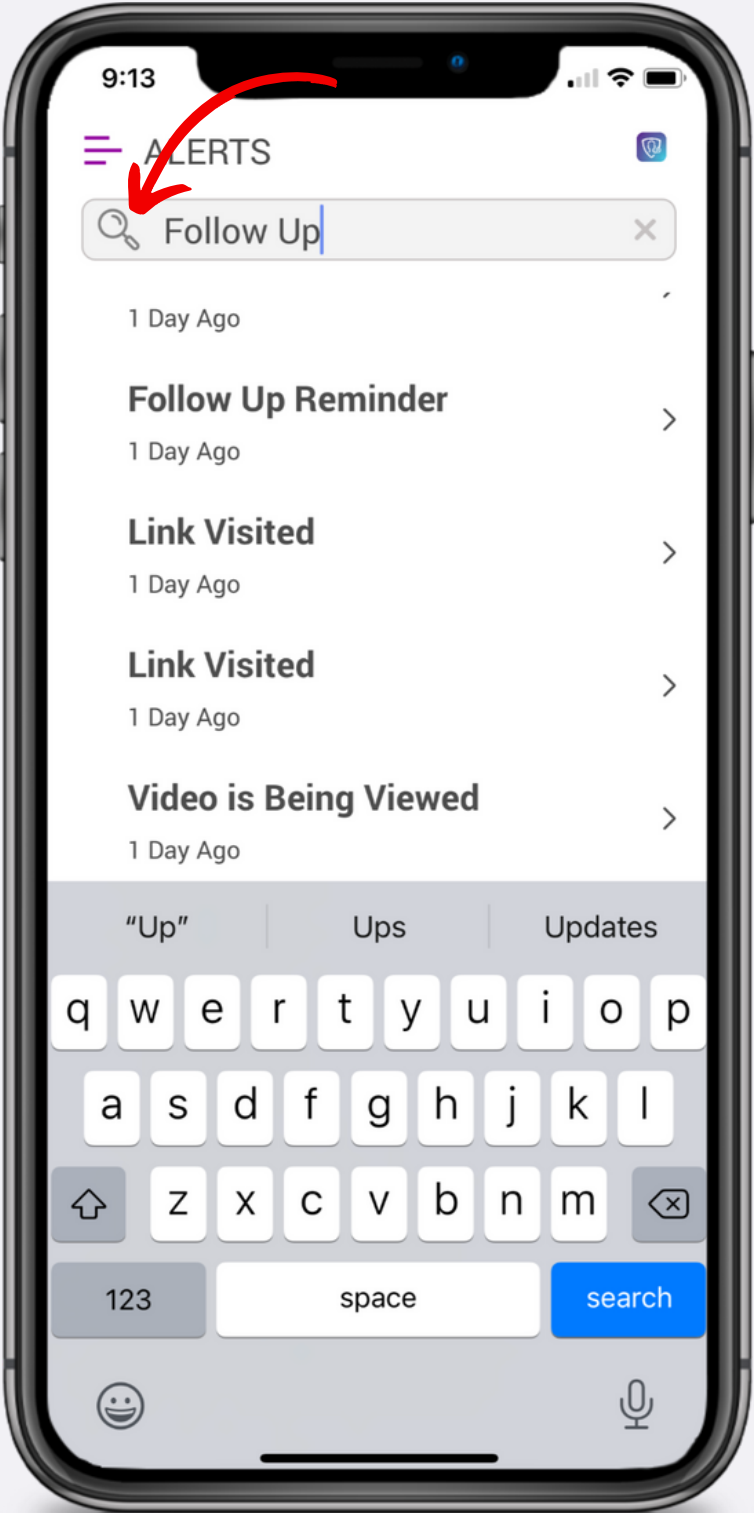 9:13
ALERTS
Follow Up
1 Day Ago
Follow Up Reminder
1 Day Ago
Link Visited
1 Day Ago
Link Visited
1 Day Ago
Video is Being Viewed
1 Day Ago
“Up” Ups Updates
q w e r t y u i o p
a s d f g h j k l
z x c v b n m
123 space search